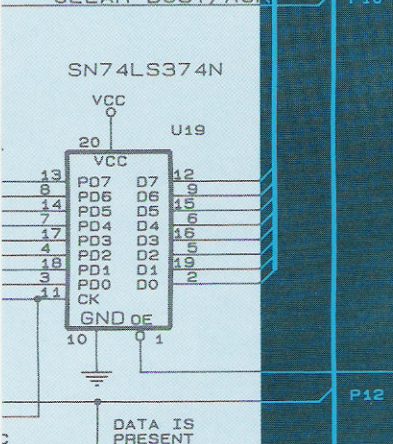 SN74LS374N
VCC
U19
20
VCC
13 PD7 D7 12
8 PD6 D6 9
14 PD5 D5 15
7 PD4 D4 6
17 PD3 D3 16
4 PD2 D2 5
18 PD1 D1 19
3 PD0 D0 2
11 CK
GND OE
10 1
P12
DATA IS
PRESENT